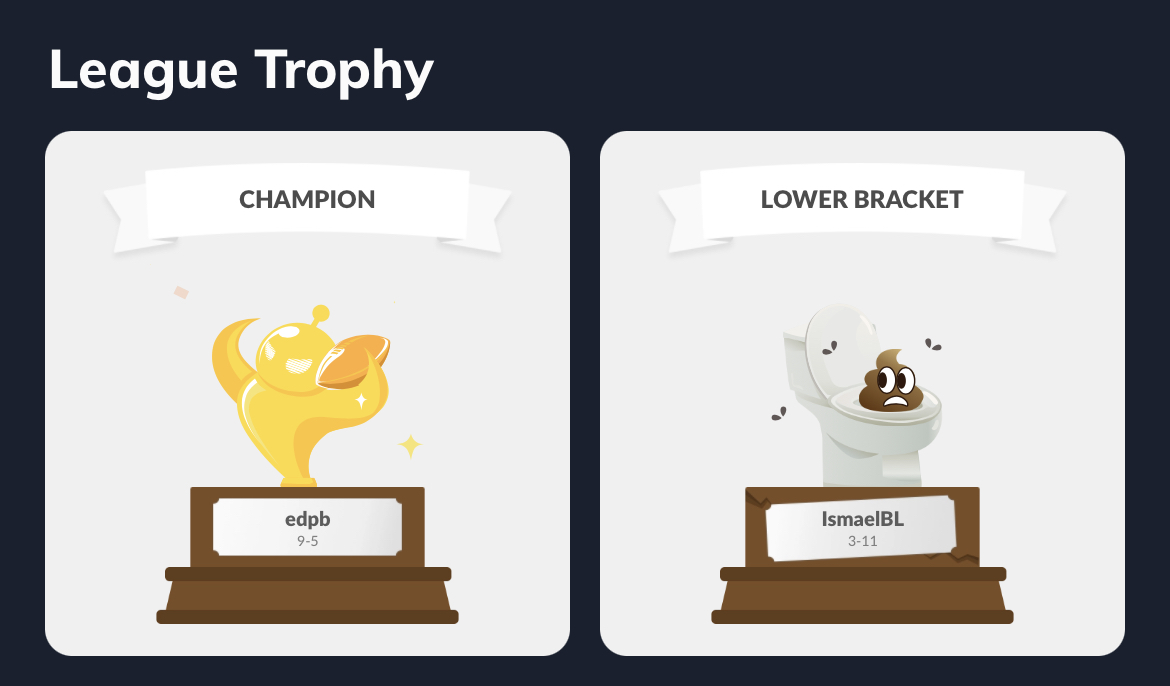 League Trophy
CHAMPION
edpb
9-5
LOWER BRACKET
IsmaelBL
3-11